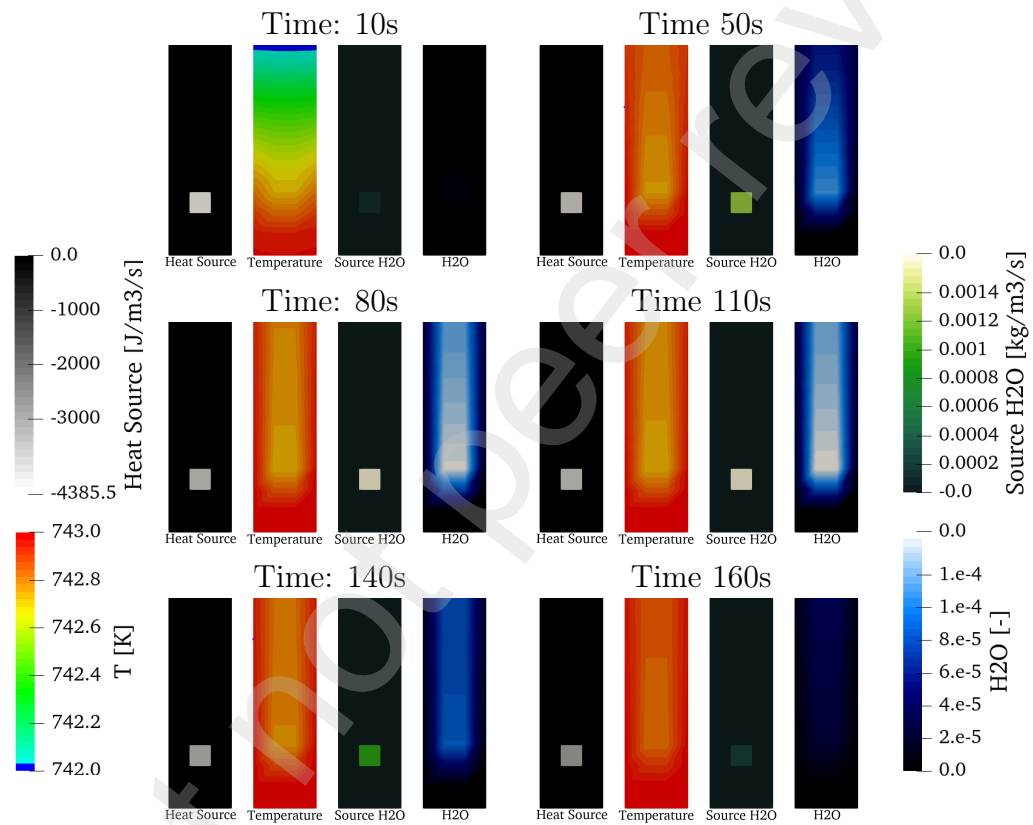 Time: 10s
Time 50s
Heat Source Temperature Source H2O H2O
Heat Source Temperature Source H2O H2O
Time: 80s
Time 110s
Heat Source Temperature Source H2O H2O
Heat Source Temperature Source H2O H2O
Time: 140s
Time 160s
Heat Source Temperature Source H2O H2O
Heat Source Temperature Source H2O H2O
0.0
-1000
-2000
-3000
-4385.5
Heat Source [J/m3/s]
743.0
742.8
742.6
742.4
742.2
742.0
T [K]
0.0
0.0014
0.0012
0.001
0.0008
0.0006
0.0004
0.0002
-0.0
Source H2O [kg/m3/s]
0.0
1.e-4
1.e-4
8.e-5
6.e-5
4.e-5
2.e-5
0.0
H2O [-]
t not peer rev